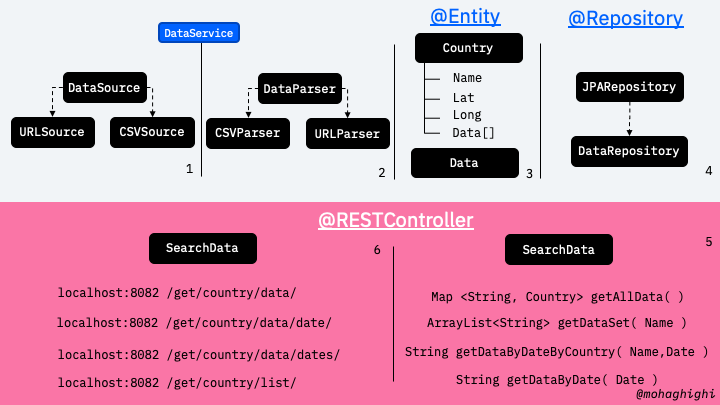 DataService
DataSource
URLSource
CSVSource
1
DataParser
CSVParser
URLParser
2
@Entity
Country
Name
Lat
Long
Data[]
Data
3
@Repository
JPARepository
DataRepository
4
@RESTController
SearchData
6
localhost:8082 /get/country/data/
localhost:8082 /get/country/data/date/
localhost:8082 /get/country/data/dates/
localhost:8082 /get/country/list/
SearchData
5
Map <String, Country> getAllData( )
ArrayList<String> getDataSet( Name )
String getDataByDateByCountry( Name,Date )
String getDataByDate( Date )
@mohaghighi